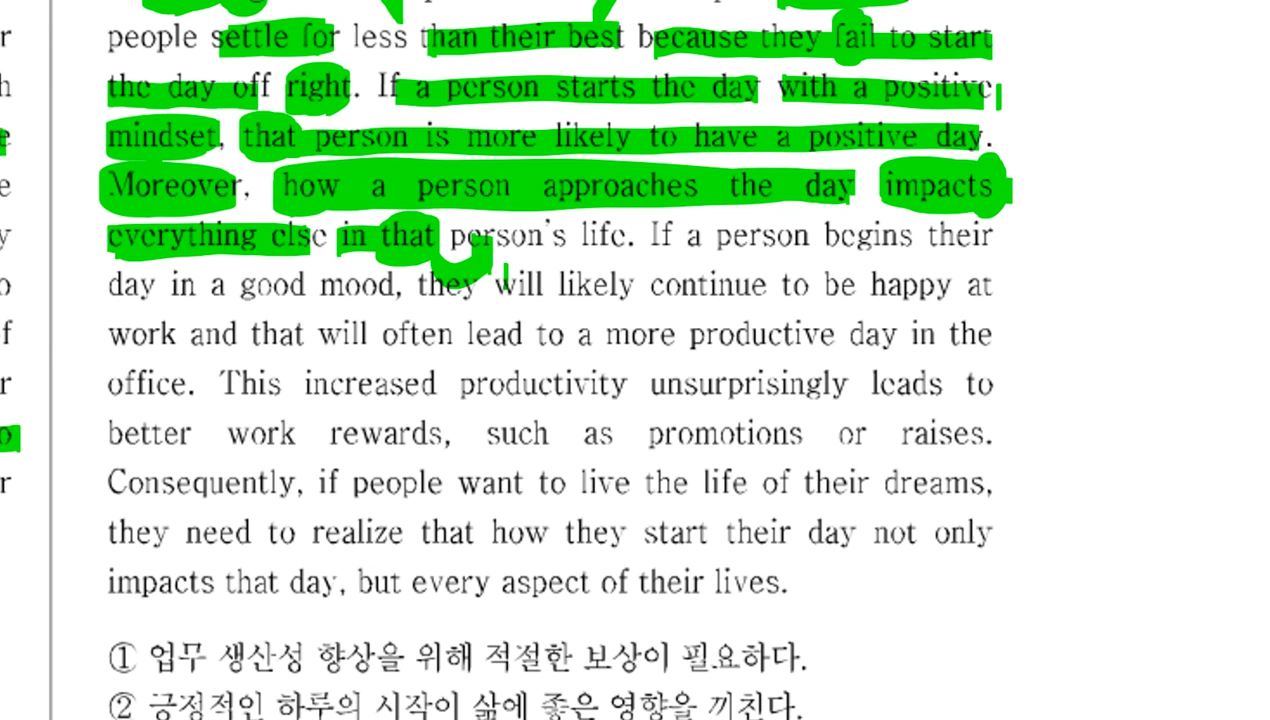 r
people settle for less than their best because they fail to start
h
the day off right. If a person starts the day with a positive
e
mindset, that person is more likely to have a positive day.
e
Moreover, how a person approaches the day impacts
y
everything else in that person's life. If a person begins their
o
day in a good mood, they will likely continue to be happy at
f
work and that will often lead to a more productive day in the
r
office. This increased productivity unsurprisingly leads to
o
better work rewards, such as promotions or raises.
r
Consequently, if people want to live the life of their dreams,
they need to realize that how they start their day not only
impacts that day, but every aspect of their lives.
① 업무 생산성 향상을 위해 적절한 보상이 필요하다.
② 긍정적인 하루의 시작이 삶에 좋은 영향을 끼친다.